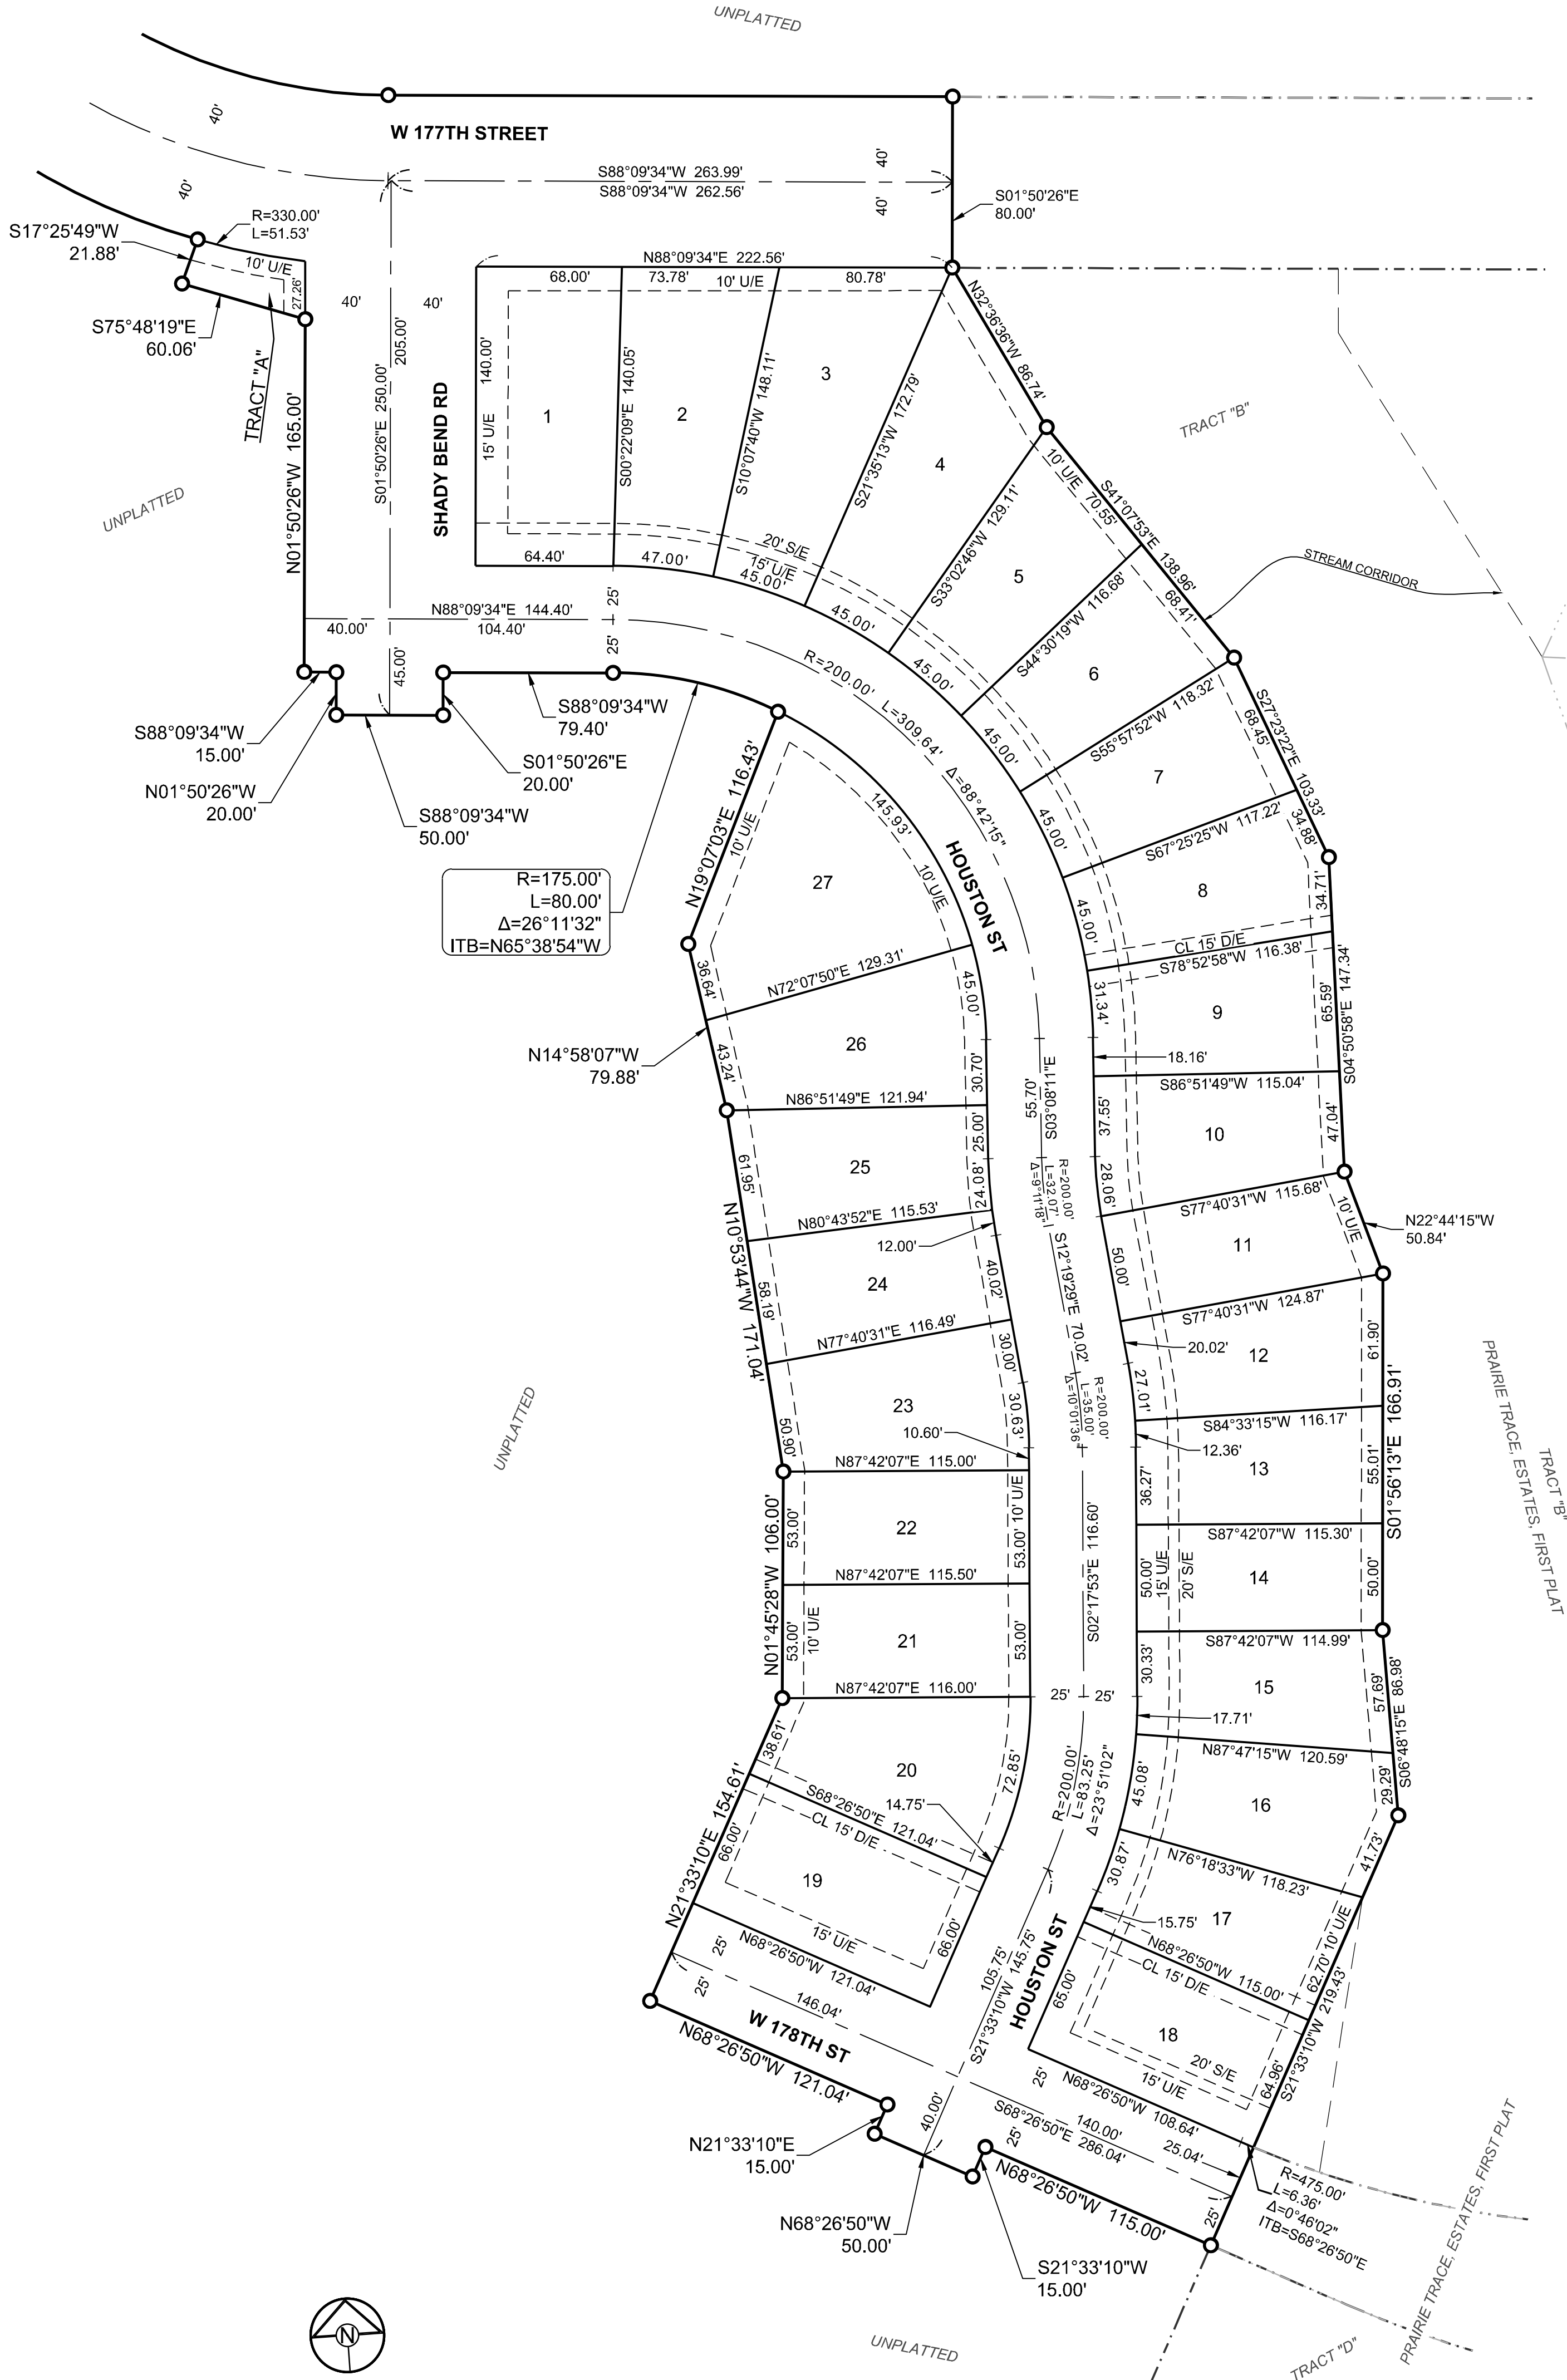 UNPLATTED
40'
W 177TH STREET
40'
S88°09'34"W 263.99'
S88°09'34"W 262.56'
40'
40'
S01°50'26"E
80.00'
R=330.00'
L=51.53'
S17°25'49"W
21.88'
10' U/E
27.26'
S75°48'19"E
60.06'
TRACT "A"
40'
40'
N88°09'34"E 222.56'
68.00'
73.78'
10' U/E
80.78'
N32°36'36"W 86.74'
205.00'
S01°50'26"E 250.00'
SHADY BEND RD
N01°50'26"W 165.00'
UNPLATTED
140.00'
15' U/E
1
S00°22'09"E 140.05'
2
S10°07'40"W 148.11'
3
S21°35'13"W 172.79'
4
TRACT "B"
10' U/E 70.55'
S41°07'53"E 138.96'
68.41'
STREAM CORRIDOR
S33°02'46"W 129.11'
5
S44°30'19"W 116.68'
6
S55°57'52"W 118.32'
64.40'
47.00'
45.00'
20' S/E
15' U/E
45.00'
45.00'
45.00'
45.00'
45.00'
25'
25'
N88°09'34"E 144.40'
40.00'
104.40'
45.00'
R=200.00'
L=309.64'
Δ=88°42'15"
S88°09'34"W
15.00'
N01°50'26"W
20.00'
S88°09'34"W
50.00'
S01°50'26"E
20.00'
S88°09'34"W
79.40'
R=175.00'
L=80.00'
Δ=26°11'32"
ITB=N65°38'54"W
S27°23'22"E 103.33'
68.45'
34.88'
7
S67°25'25"W 117.22'
8
34.71'
CL 15' D/E
S78°52'58"W 116.38'
S04°50'58"E 147.34'
65.59'
9
31.34'
18.16'
S86°51'49"W 115.04'
37.55'
10
47.04'
28.06'
S77°40'31"W 115.68'
10' U/E
N22°44'15"W
50.84'
50.00'
11
S77°40'31"W 124.87'
20.02'
12
61.90'
27.01'
S84°33'15"W 116.17'
12.36'
13
36.27'
55.01'
S01°56'13"E 166.91'
S87°42'07"W 115.30'
50.00'
15' U/E
20' S/E
14
50.00'
S87°42'07"W 114.99'
30.33'
15
57.69'
S06°48'15"E 86.98'
17.71'
N87°47'15"W 120.59'
45.08'
16
29.29'
41.73'
N76°18'33"W 118.23'
30.87'
17
15.75'
N68°26'50"W 115.00'
62.70' 10' U/E
CL 15' D/E
S21°33'10"W 219.43'
65.00'
18
20' S/E
15' U/E
64.96'
N68°26'50"W 108.64'
HOUSTON ST
N19°07'03"E 116.43'
10' U/E
145.93'
10' U/E
27
36.64'
N72°07'50"E 129.31'
N14°58'07"W
79.88'
43.24'
26
45.00'
30.70'
N86°51'49"E 121.94'
25.00'
61.95'
25
24.08'
N10°53'44"W 171.04'
N80°43'52"E 115.53'
12.00'
58.19'
24
40.02'
N77°40'31"E 116.49'
30.00'
23
30.63'
10.60'
50.90'
N87°42'07"E 115.00'
10' U/E
53.00'
22
53.00'
N01°45'28"W 106.00'
N87°42'07"E 115.50'
53.00'
10' U/E
21
53.00'
N87°42'07"E 116.00'
38.61'
20
72.85'
14.75'
S68°26'50"E 121.04'
CL 15' D/E
N21°33'10"E 154.61'
66.00'
19
66.00'
15' U/E
N68°26'50"W 121.04'
55.70'
S03°08'11"E
R=200.00'
L=32.07'
Δ=9°11'18"
S12°19'29"E 70.02'
R=200.00'
L=35.00'
Δ=10°01'36"
S02°17'53"E 116.60'
25'
25'
R=200.00'
L=83.25'
Δ=23°51'02"
105.75'
S21°33'10"W 145.75'
HOUSTON ST
25'
25'
146.04'
W 178TH ST
N68°26'50"W 121.04'
40.00'
25'
25'
140.00'
S68°26'50"E 286.04'
25.04'
25'
N21°33'10"E
15.00'
N68°26'50"W
50.00'
S21°33'10"W
15.00'
N68°26'50"W 115.00'
R=475.00'
L=6.36'
Δ=0°46'02"
ITB=S68°26'50"E
UNPLATTED
PRAIRIE TRACE, ESTATES, FIRST PLAT
TRACT "B"
PRAIRIE TRACE, ESTATES, FIRST PLAT
TRACT "D"
UNPLATTED
N